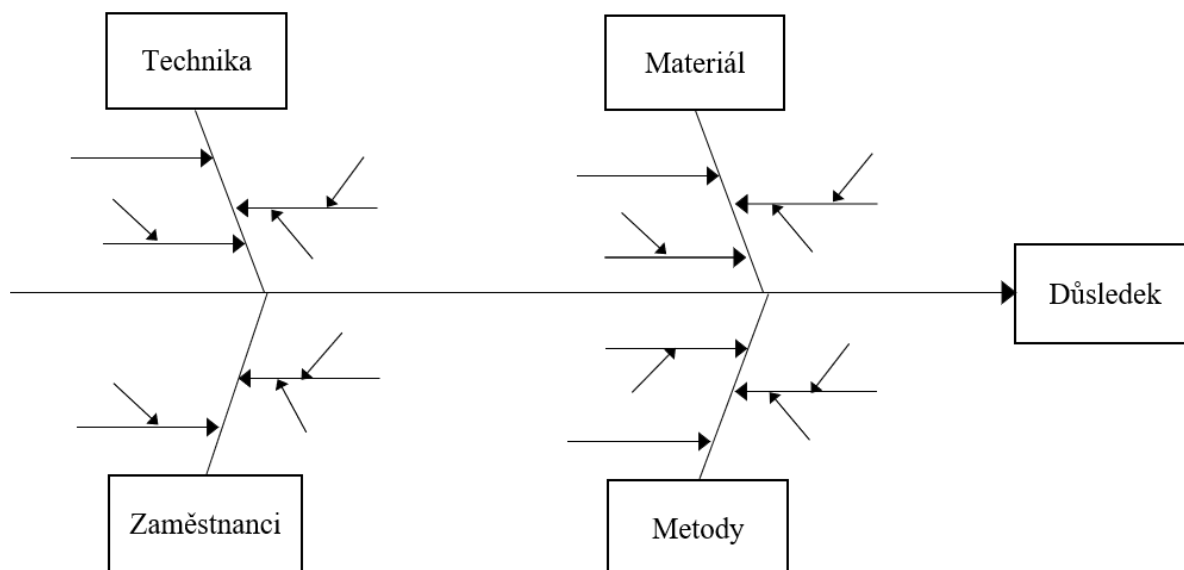 Technika
Materiál
Důsledek
Zaměstnanci
Metody